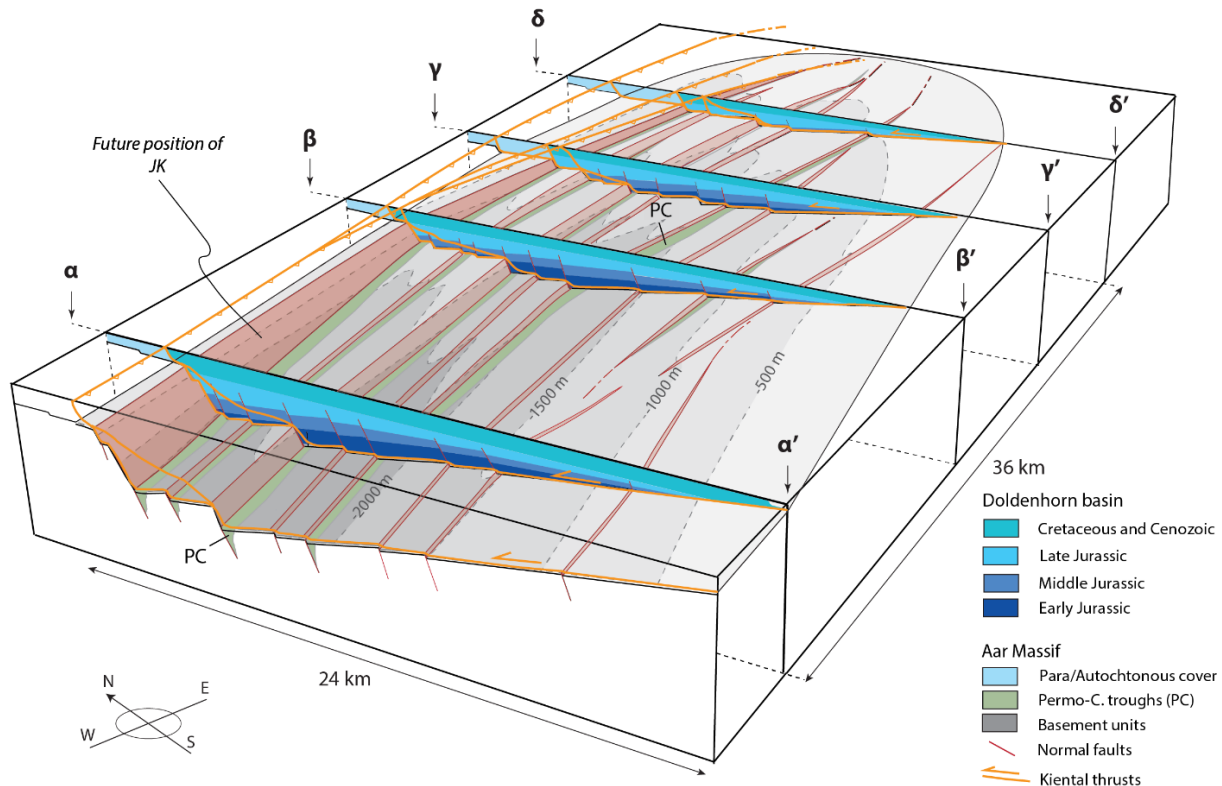 δ
γ
δ’
Future position of
JK
β
γ’
PC
α
β’
-500 m
-1000 m
-1500 m
α’
36 km
-2000 m
PC
24 km
N
E
W
S
Doldenhorn basin
Cretaceous and Cenozoic
Late Jurassic
Middle Jurassic
Early Jurassic
Aar Massif
Para/Autochtonous cover
Permo-C. troughs (PC)
Basement units
Normal faults
Kiental thrusts